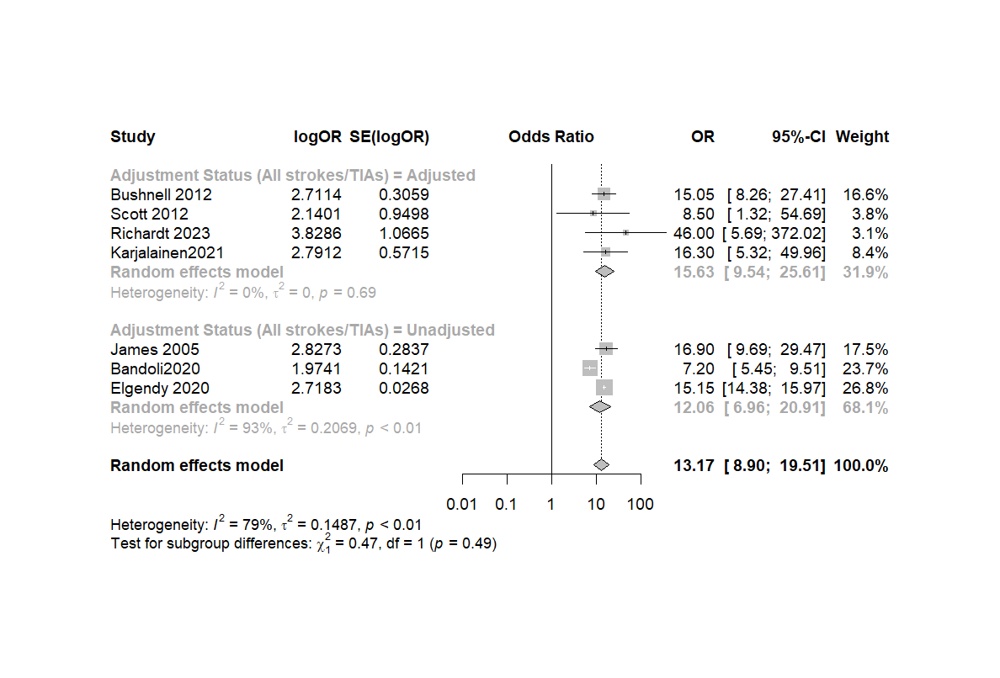 Study logOR SE(logOR) Odds Ratio OR 95%-CI Weight
Adjustment Status (All strokes/TIAs) = Adjusted
Bushnell 2012 2.7114 0.3059 15.05 [ 8.26; 27.41] 16.6%
Scott 2012 2.1401 0.9498 8.50 [ 1.32; 54.69] 3.8%
Richardt 2023 3.8286 1.0665 46.00 [ 5.69; 372.02] 3.1%
Karjalainen2021 2.7912 0.5715 16.30 [ 5.32; 49.96] 8.4%
Random effects model 15.63 [ 9.54; 25.61] 31.9%
Heterogeneity: I² = 0%, τ² = 0, p = 0.69
Adjustment Status (All strokes/TIAs) = Unadjusted
James 2005 2.8273 0.2837 16.90 [ 9.69; 29.47] 17.5%
Bandoli2020 1.9741 0.1421 7.20 [ 5.45; 9.51] 23.7%
Elgendy 2020 2.7183 0.0268 15.15 [14.38; 15.97] 26.8%
Random effects model 12.06 [ 6.96; 20.91] 68.1%
Heterogeneity: I² = 93%, τ² = 0.2069, p < 0.01
Random effects model 13.17 [ 8.90; 19.51] 100.0%
0.01 0.1 1 10 100
Heterogeneity: I² = 79%, τ² = 0.1487, p < 0.01
Test for subgroup differences: χ₁² = 0.47, df = 1 (p = 0.49)